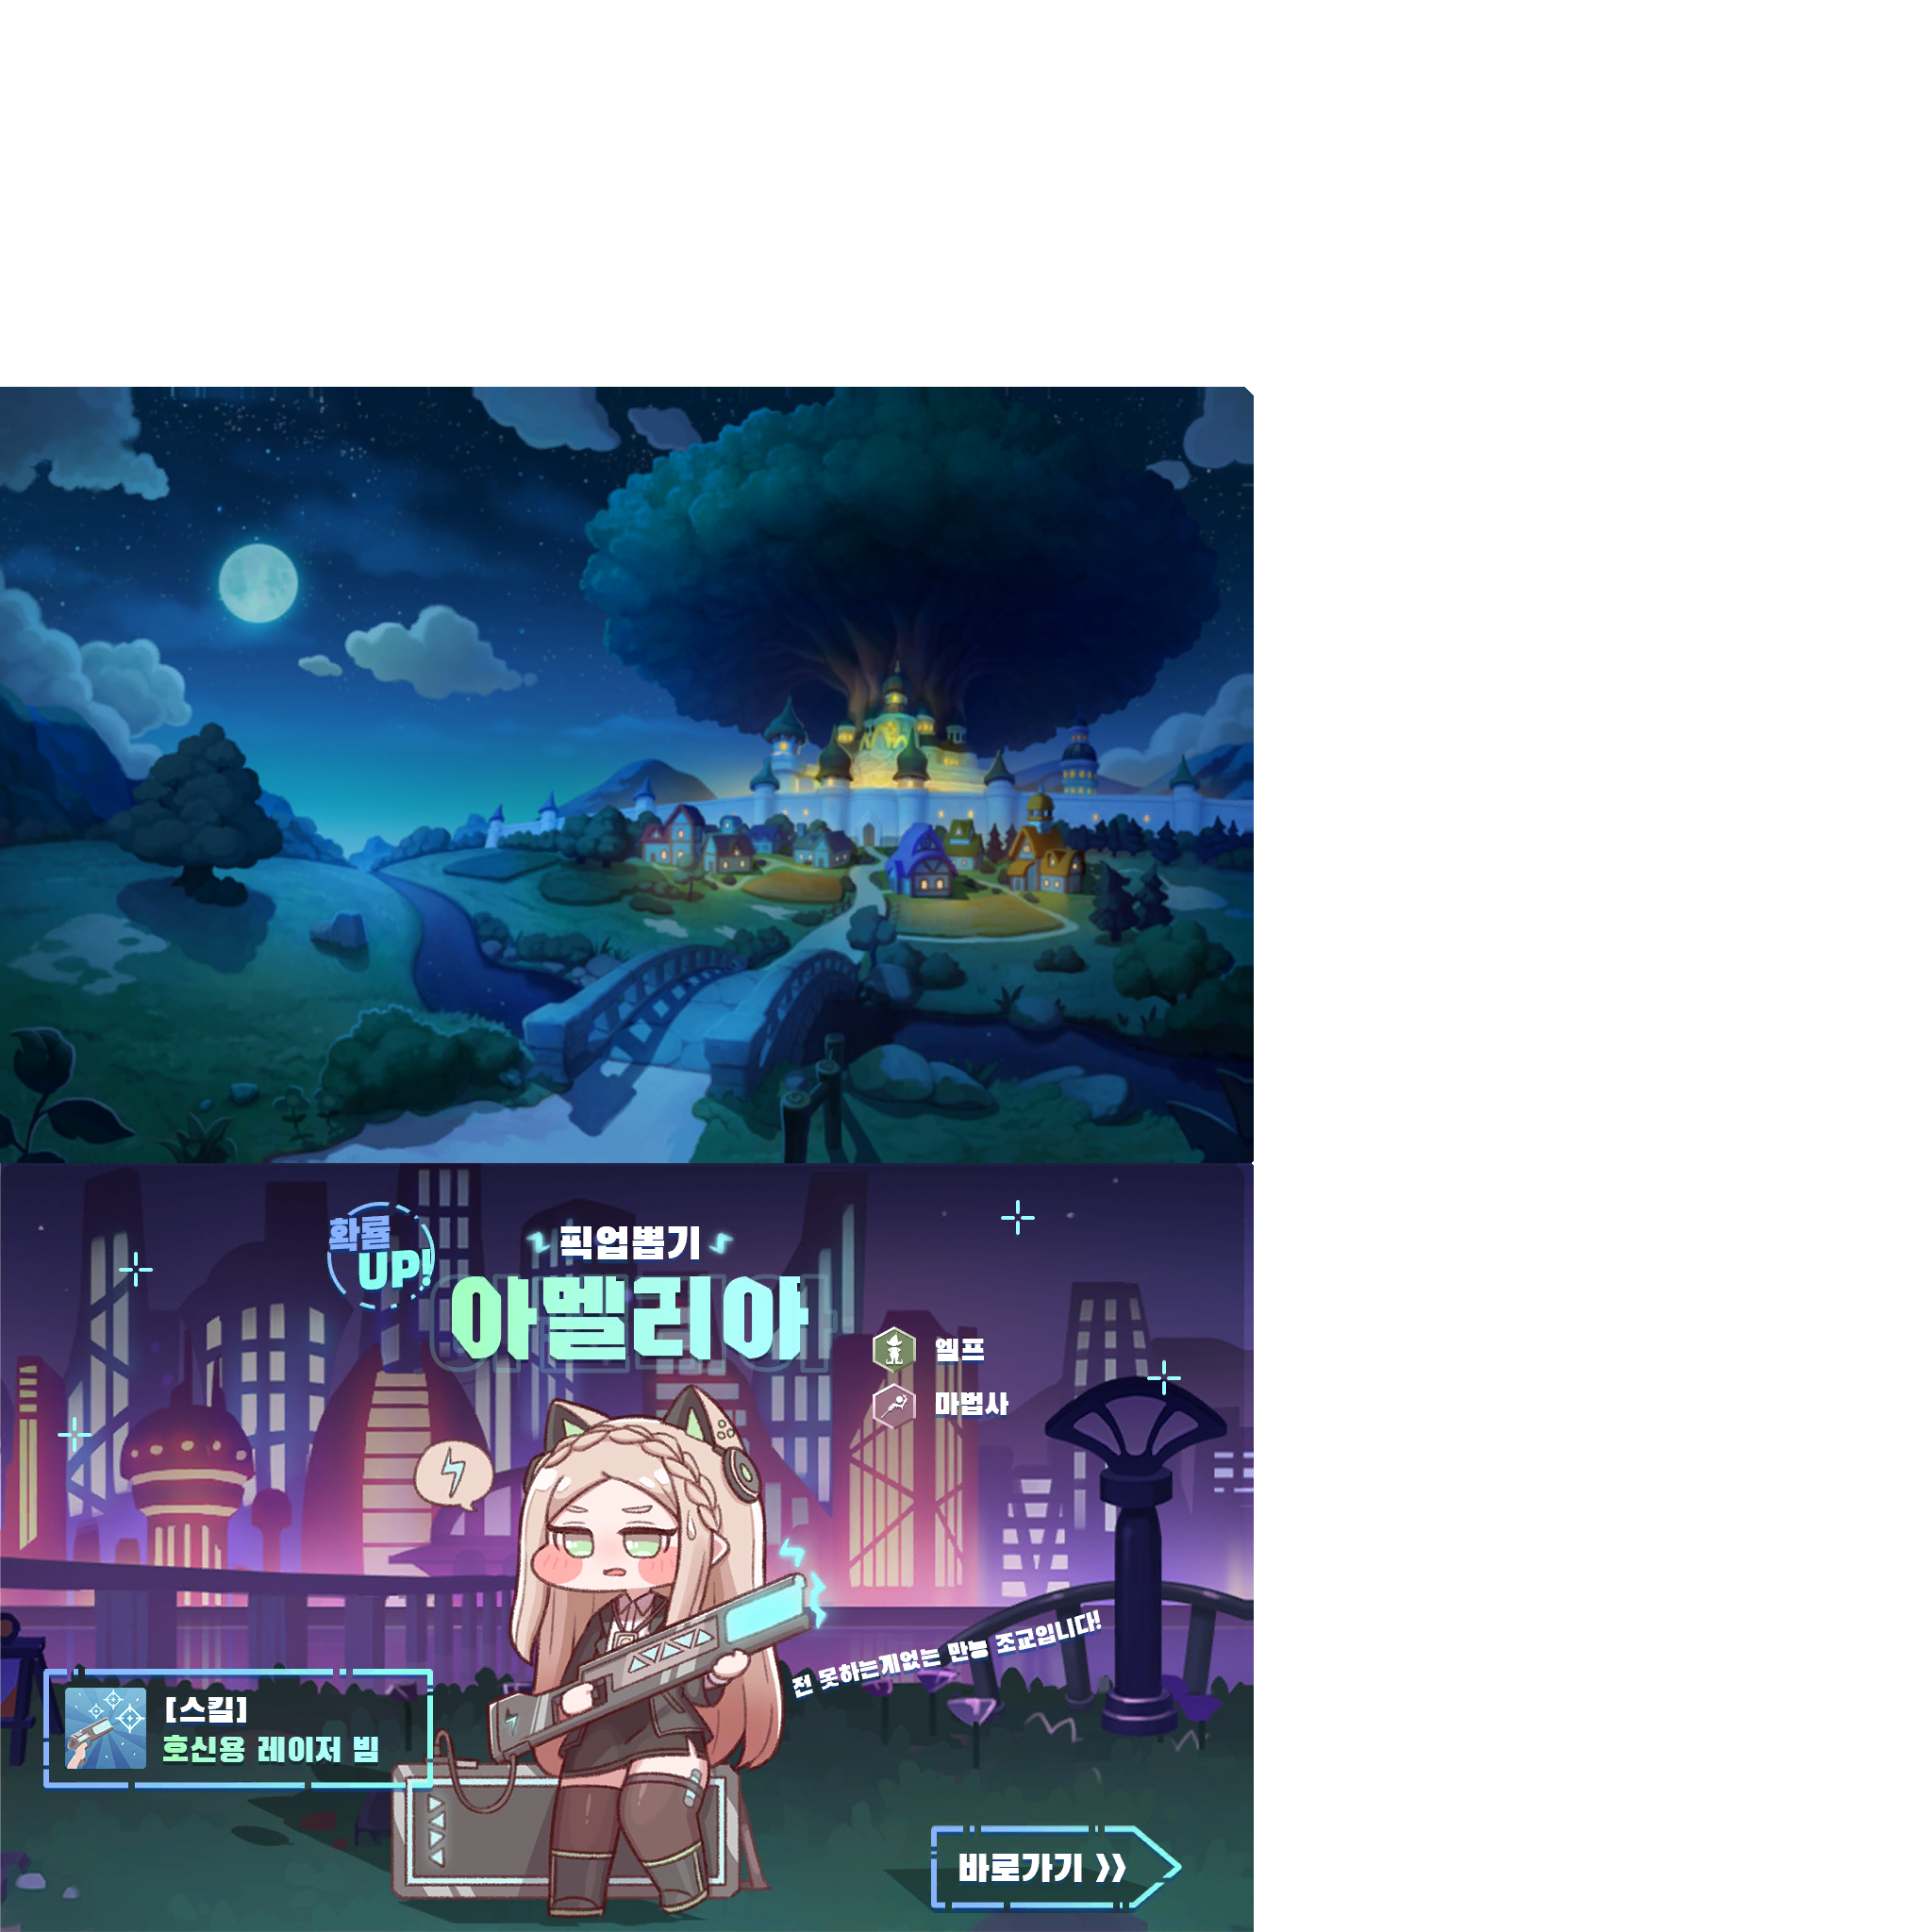 확률
UP!
픽업뽑기
아멜리아
엘프
마법사
전 못하는게없는 만능 조교입니다!
[스킬]
호신용 레이저 빔
바로가기 》